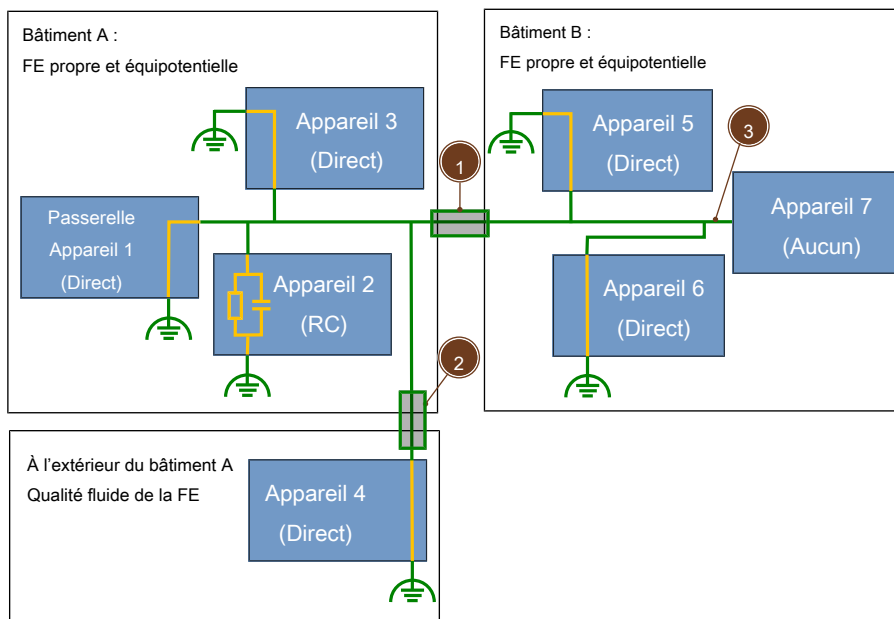 Bâtiment A :
FE propre et équipotentielle
Appareil 3
(Direct)
Passerelle
Appareil 1
(Direct)
Appareil 2
(RC)
1
2
Bâtiment B :
FE propre et équipotentielle
Appareil 5
(Direct)
3
Appareil 7
(Aucun)
Appareil 6
(Direct)
À l'extérieur du bâtiment A
Qualité fluide de la FE
Appareil 4
(Direct)